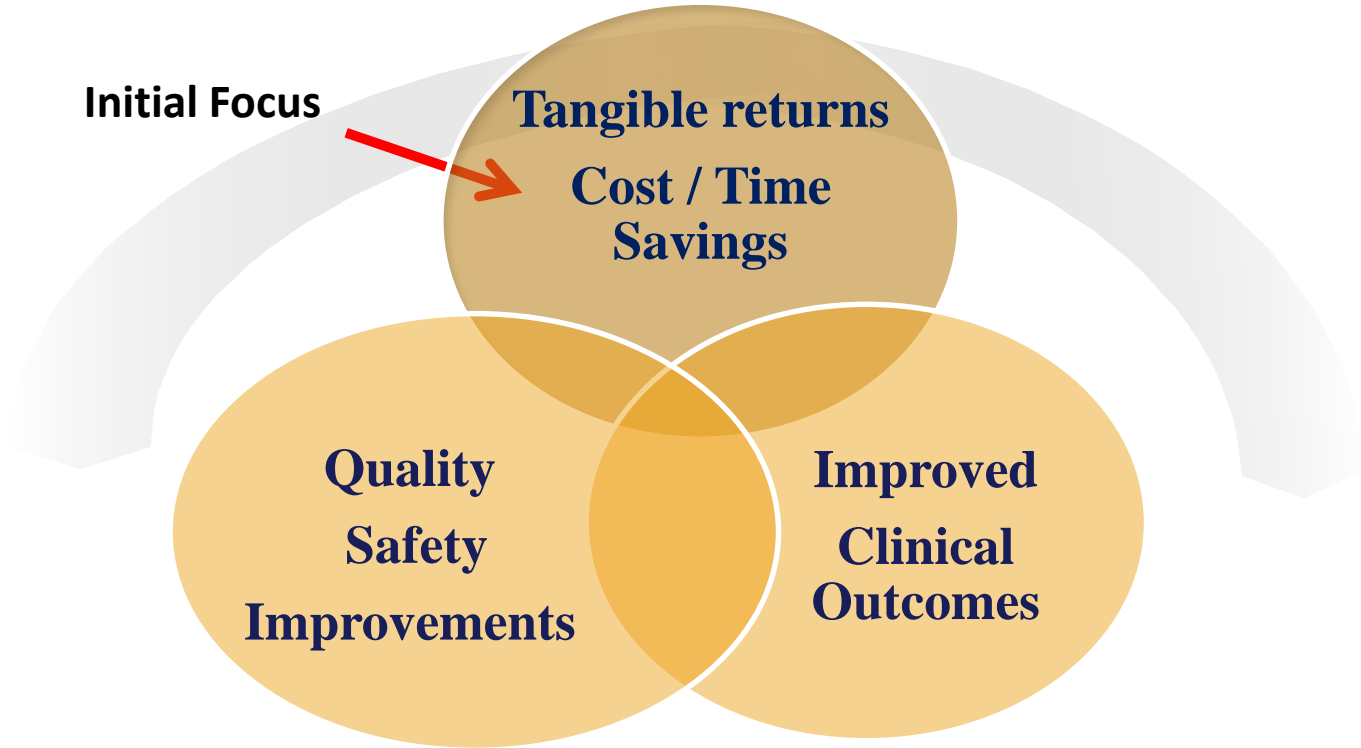 Initial Focus
Tangible returns
Cost / Time
Savings
Quality
Safety
Improvements
Improved
Clinical
Outcomes